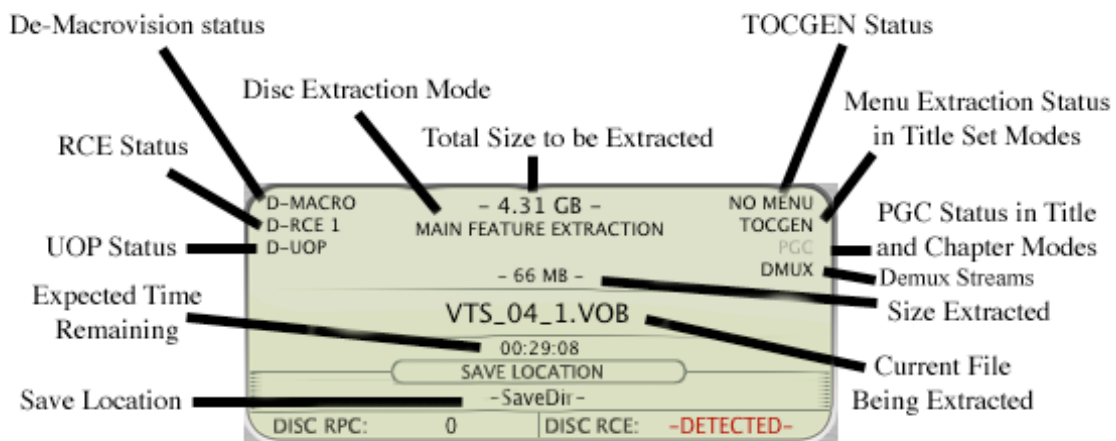 De-Macrovision status
TOCGEN Status
Disc Extraction Mode
Menu Extraction Status
in Title Set Modes
RCE Status
Total Size to be Extracted
UOP Status
PGC Status in Title
and Chapter Modes
Demux Streams
Expected Time
Remaining
Size Extracted
Save Location
Current File
Being Extracted
D-MACRO
D-RCE 1
D-UOP
- 4.31 GB -
MAIN FEATURE EXTRACTION
NO MENU
TOCGEN
PGC
DMUX
- 66 MB -
VTS_04_1.VOB
00:29:08
SAVE LOCATION
-SaveDir-
DISC RPC: 0
DISC RCE: -DETECTED-